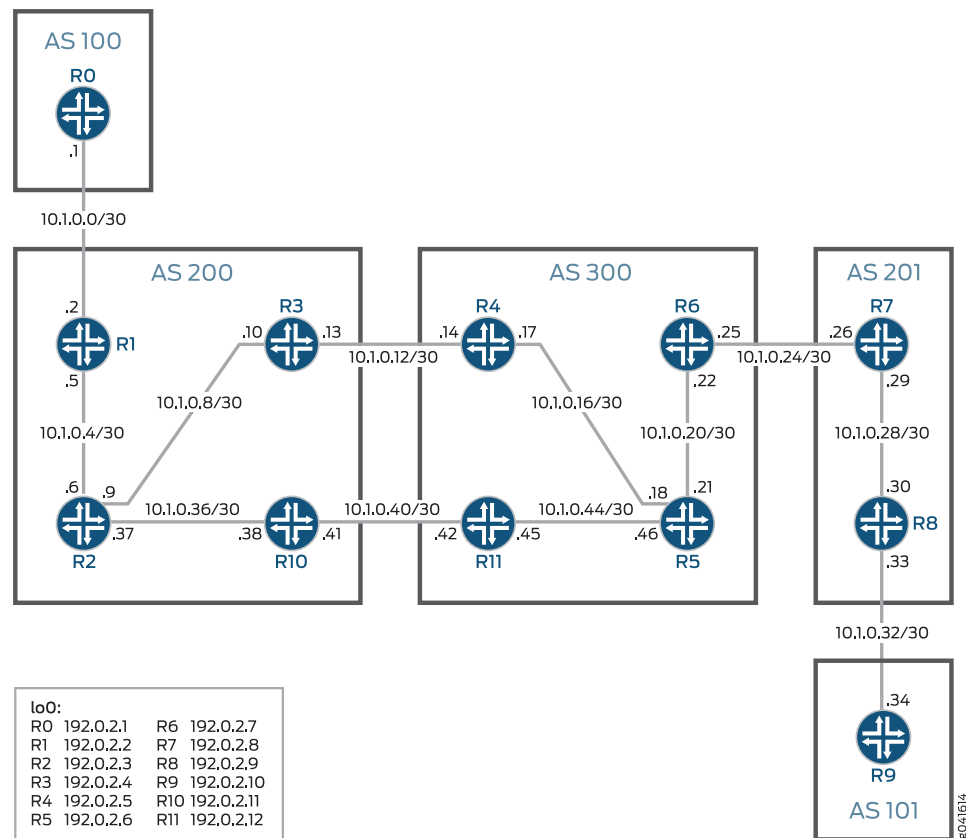 AS 100
R0
.1
10.1.0.0/30
AS 200
AS 300
AS 201
.2
R1
.5
R3
.10
.13
R4
.14
.17
R6
.25
.22
R7
.26
.29
10.1.0.12/30
10.1.0.24/30
10.1.0.8/30
10.1.0.16/30
10.1.0.4/30
10.1.0.20/30
10.1.0.28/30
.6
.9
.37
R2
10.1.0.36/30
.38
.41
R10
10.1.0.40/30
.42
.45
R11
10.1.0.44/30
.18
.21
.46
R5
.30
R8
.33
10.1.0.32/30
.34
R9
AS 101
lo0:
R0 192.0.2.1 R6 192.0.2.7
R1 192.0.2.2 R7 192.0.2.8
R2 192.0.2.3 R8 192.0.2.9
R3 192.0.2.4 R9 192.0.2.10
R4 192.0.2.5 R10 192.0.2.11
R5 192.0.2.6 R11 192.0.2.12
g041614